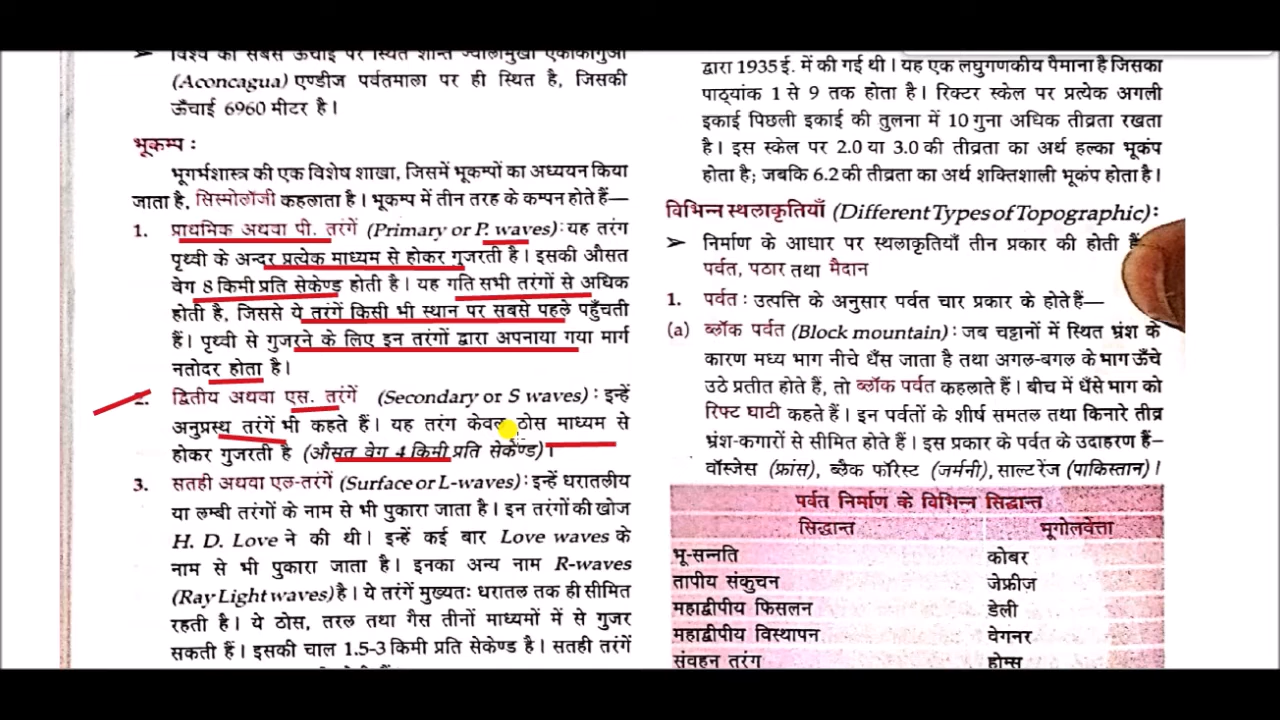 विश्व की सबसे ऊँचाई पर स्थित शान्त ज्वालामुखी एकांकागुआ
(Aconcagua) एण्डीज पर्वतमाला पर ही स्थित है, जिसकी
ऊँचाई 6960 मीटर है।
भूकम्प :
भूगर्भशास्त्र की एक विशेष शाखा, जिसमें भूकम्पों का अध्ययन किया
जाता है, सिस्मोलॉजी कहलाता है। भूकम्प में तीन तरह के कम्पन होते हैं—
1. प्राथमिक अथवा पी. तरंगें (Primary or P. waves) : यह तरंग
पृथ्वी के अन्दर प्रत्येक माध्यम से होकर गुजरती है। इसकी औसत
वेग 8 किमी प्रति सेकेण्ड होती है। यह गति सभी तरंगों से अधिक
होती है, जिससे ये तरंगें किसी भी स्थान पर सबसे पहले पहुँचती
हैं। पृथ्वी से गुजरने के लिए इन तरंगों द्वारा अपनाया गया मार्ग
नतोदर होता है।
2. द्वितीय अथवा एस. तरंगें (Secondary or S waves) : इन्हें
अनुप्रस्थ तरंगें भी कहते हैं। यह तरंग केवल ठोस माध्यम से
होकर गुजरती है (औसत वेग 4 किमी प्रति सेकेण्ड)।
3. सतही अथवा एल-तरंगें (Surface or L-waves) : इन्हें धरातलीय
या लम्बी तरंगों के नाम से भी पुकारा जाता है। इन तरंगों की खोज
H. D. Love ने की थी। इन्हें कई बार Love waves के
नाम से भी पुकारा जाता है। इनका अन्य नाम R-waves
(Ray Light waves) है। ये तरंगें मुख्यतः धरातल तक ही सीमित
रहती है। ये ठोस, तरल तथा गैस तीनों माध्यमों में से गुजर
सकती हैं। इसकी चाल 1.5-3 किमी प्रति सेकेण्ड है। सतही तरंगें
द्वारा 1935 ई. में की गई थी। यह एक लघुगणकीय पैमाना है जिसका
पाठ्यांक 1 से 9 तक होता है। रिक्टर स्केल पर प्रत्येक अगली
इकाई पिछली इकाई की तुलना में 10 गुना अधिक तीव्रता रखता
है। इस स्केल पर 2.0 या 3.0 की तीव्रता का अर्थ हल्का भूकंप
होता है; जबकि 6.2 की तीव्रता का अर्थ शक्तिशाली भूकंप होता है।
विभिन्न स्थलाकृतियाँ (Different Types of Topographic) :
➤ निर्माण के आधार पर स्थलाकृतियाँ तीन प्रकार की होती हैं—
पर्वत, पठार तथा मैदान
1. पर्वत : उत्पत्ति के अनुसार पर्वत चार प्रकार के होते हैं—
(a) ब्लॉक पर्वत (Block mountain) : जब चट्टानों में स्थित भ्रंश के
कारण मध्य भाग नीचे धँस जाता है तथा अगल-बगल के भाग ऊँचे
उठे प्रतीत होते हैं, तो ब्लॉक पर्वत कहलाते हैं। बीच में धँसे भाग को
रिफ्ट घाटी कहते हैं। इन पर्वतों के शीर्ष समतल तथा किनारे तीव्र
भ्रंश-कगारों से सीमित होते हैं। इस प्रकार के पर्वत के उदाहरण हैं–
वॉस्जेस (फ्रांस), ब्लैक फॉरेस्ट (जर्मनी), साल्ट रेंज (पाकिस्तान)।
पर्वत निर्माण के विभिन्न सिद्धान्त
सिद्धान्त भूगोलवेत्ता
भू-सन्नति कोबर
तापीय संकुचन जेफ्रीज़
महाद्वीपीय फिसलन डेली
महाद्वीपीय विस्थापन वेगनर
संवहन तरंग होम्स